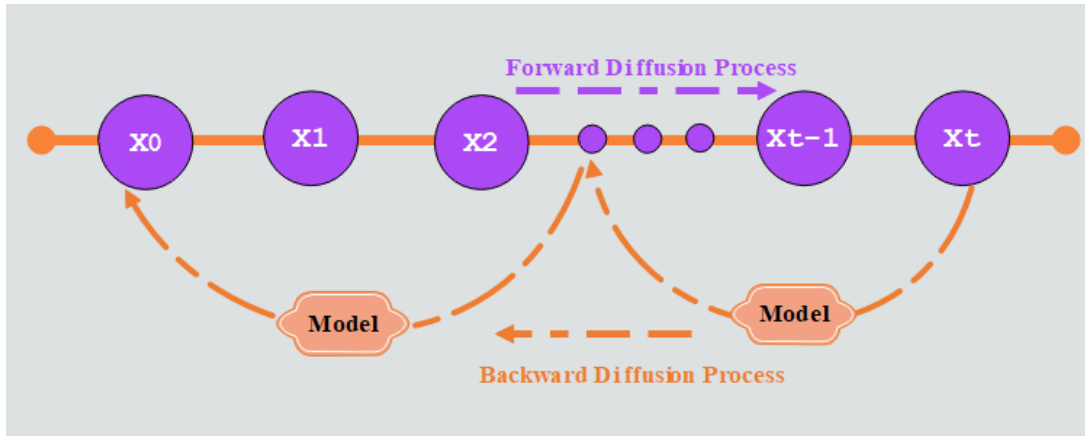 Forward Diffusion Process
X0
X1
X2
Xt-1
Xt
Model
Model
Backward Diffusion Process